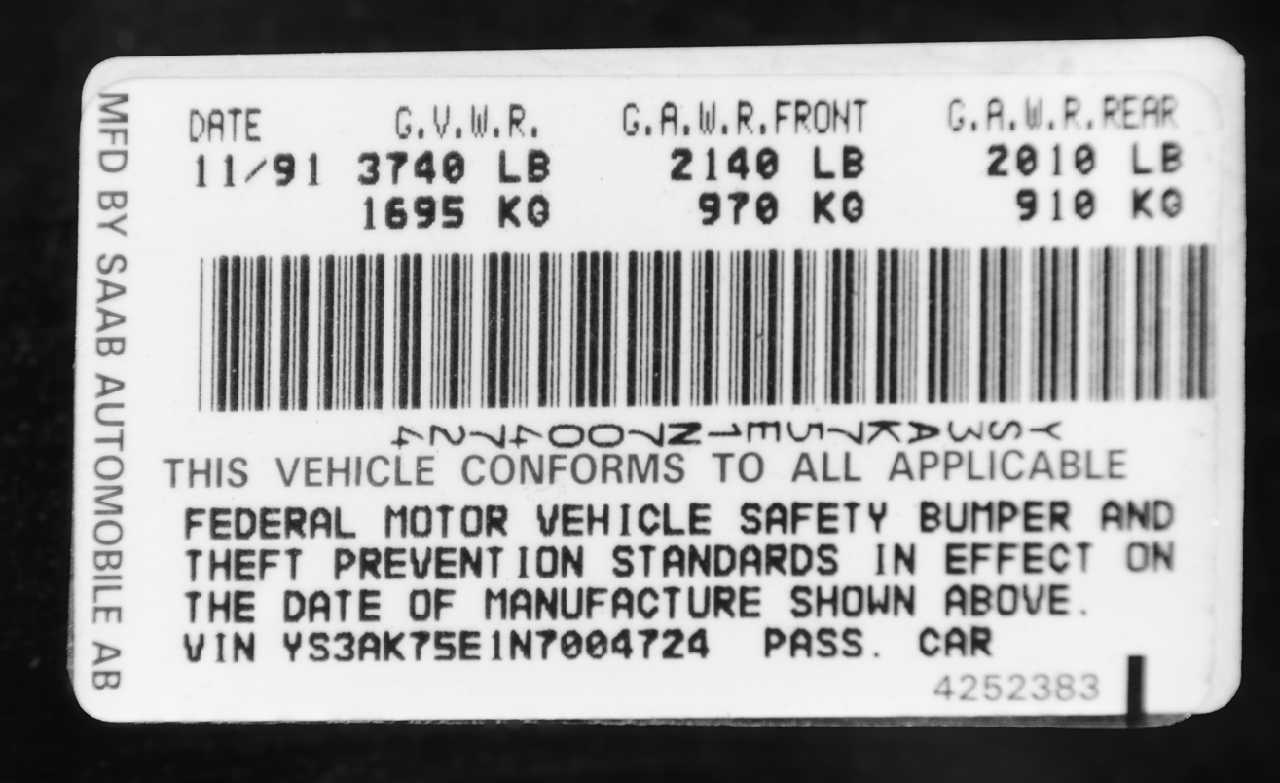 MFD BY SAAB AUTOMOBILE AB
DATE G.V.W.R. G.A.W.R.FRONT G.A.W.R.REAR
11/91 3740 LB 2140 LB 2010 LB
1695 KG 970 KG 910 KG
YS3AK75E1N7004724
THIS VEHICLE CONFORMS TO ALL APPLICABLE
FEDERAL MOTOR VEHICLE SAFETY BUMPER AND
THEFT PREVENTION STANDARDS IN EFFECT ON
THE DATE OF MANUFACTURE SHOWN ABOVE.
VIN YS3AK75E1N7004724 PASS. CAR
4252383